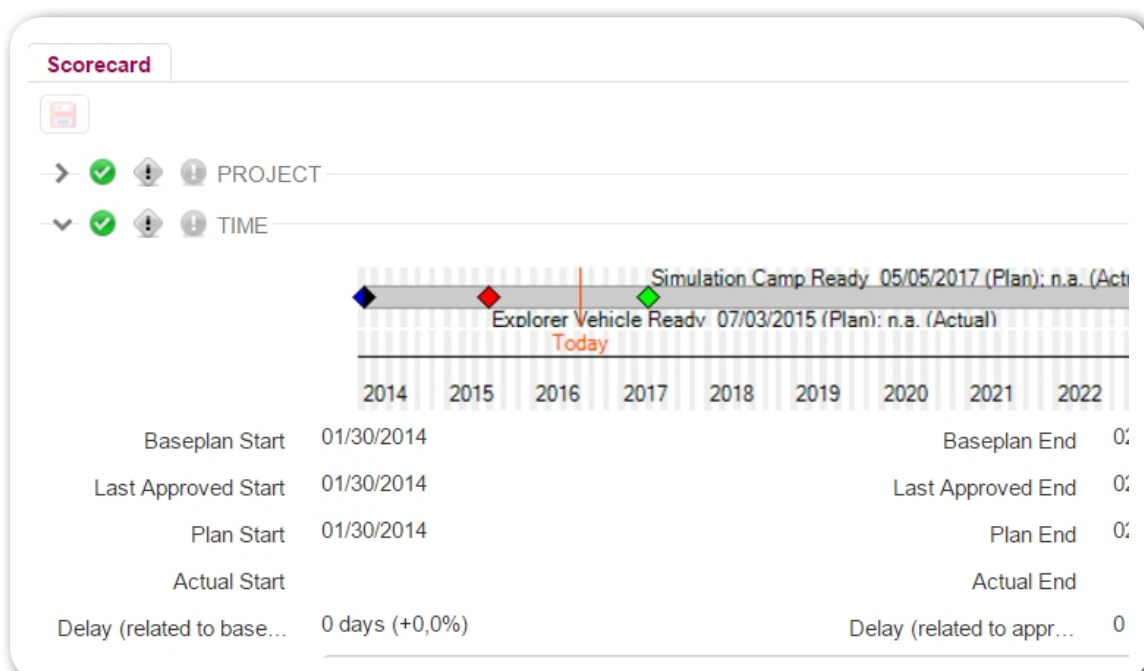 Scorecard
PROJECT
TIME
Simulation Camp Ready 05/05/2017 (Plan); n.a. (Actu
Explorer Vehicle Ready 07/03/2015 (Plan); n.a. (Actual)
Today
2014 2015 2016 2017 2018 2019 2020 2021 2022
Baseplan Start 01/30/2014 Baseplan End 02
Last Approved Start 01/30/2014 Last Approved End 02
Plan Start 01/30/2014 Plan End 02
Actual Start Actual End
Delay (related to base... 0 days (+0,0%) Delay (related to appr... 0